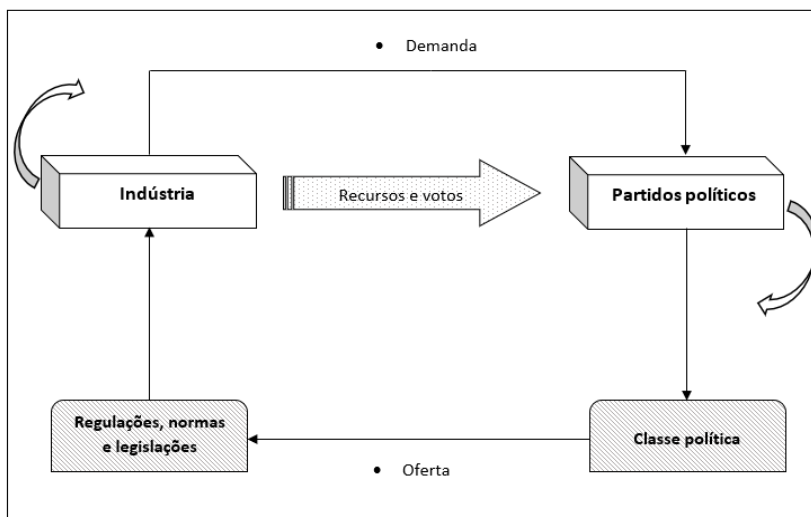 • Demanda
Indústria
Recursos e votos
Partidos políticos
Regulações, normas
e legislações
Classe política
• Oferta